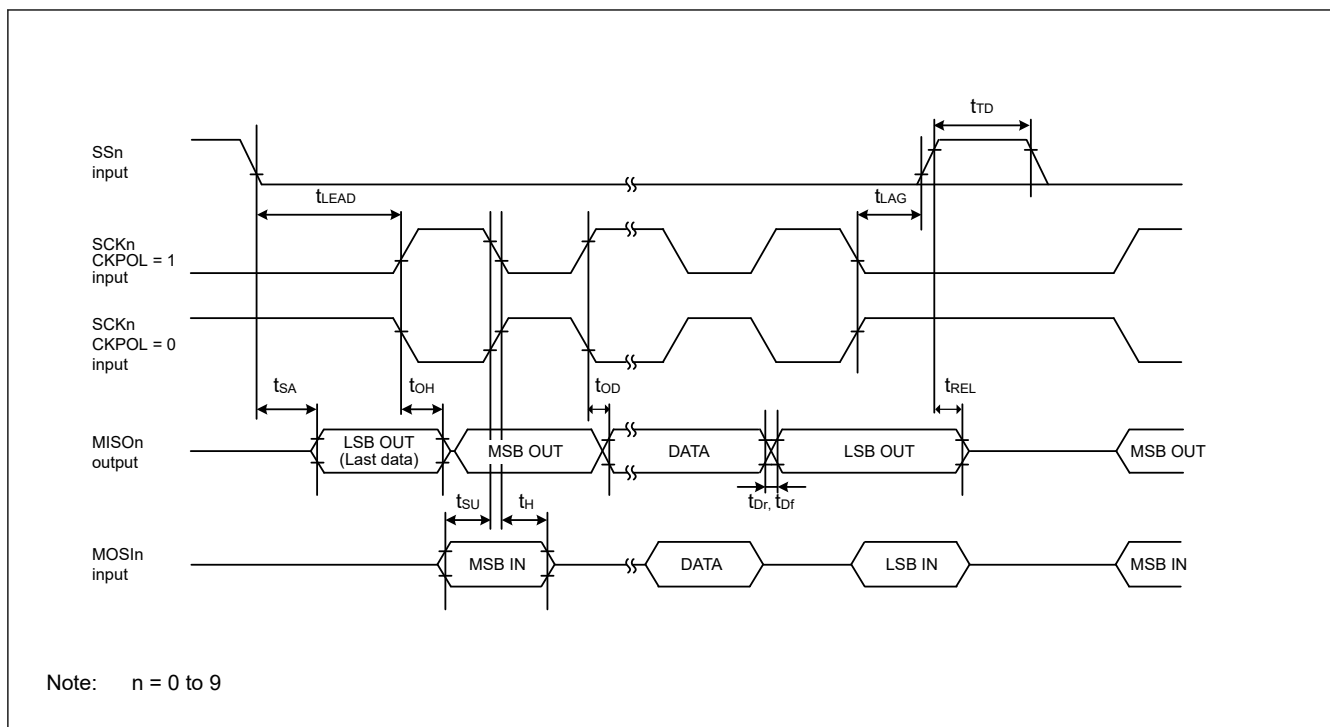 tTD
SSn
input
tLEAD
tLAG
SCKn
CKPOL = 1
input
SCKn
CKPOL = 0
input
tSA
tOH
tOD
tREL
MISOn
output
LSB OUT
(Last data)
MSB OUT
DATA
LSB OUT
MSB OUT
tSU
tH
tDr, tDf
MOSIn
input
MSB IN
DATA
LSB IN
MSB IN
Note: n = 0 to 9